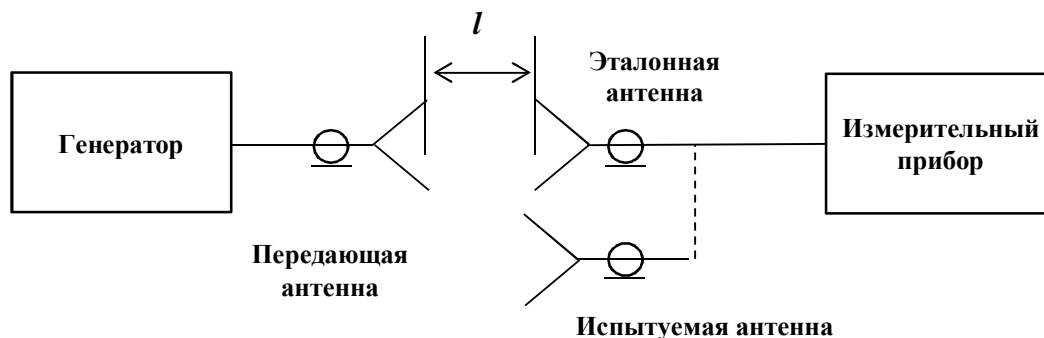 l
Эталонная
антенна
Генератор
Измерительный
прибор
Передающая
антенна
Испытуемая антенна